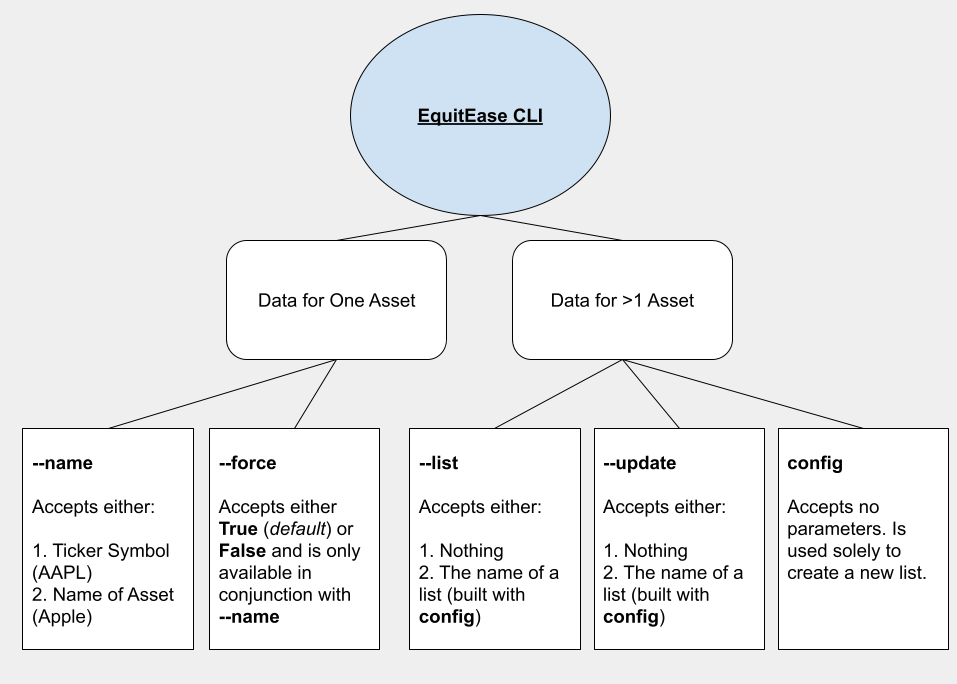 EquitEase CLI
Data for One Asset
Data for >1 Asset
--name
Accepts either:
1. Ticker Symbol
(AAPL)
2. Name of Asset
(Apple)
--force
Accepts either
True (default) or
False and is only
available in
conjunction with
--name
--list
Accepts either:
1. Nothing
2. The name of a
list (built with
config)
--update
Accepts either:
1. Nothing
2. The name of a
list (built with
config)
config
Accepts no
parameters. Is
used solely to
create a new list.